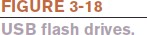 FIGURE 3-18
USB flash drives.